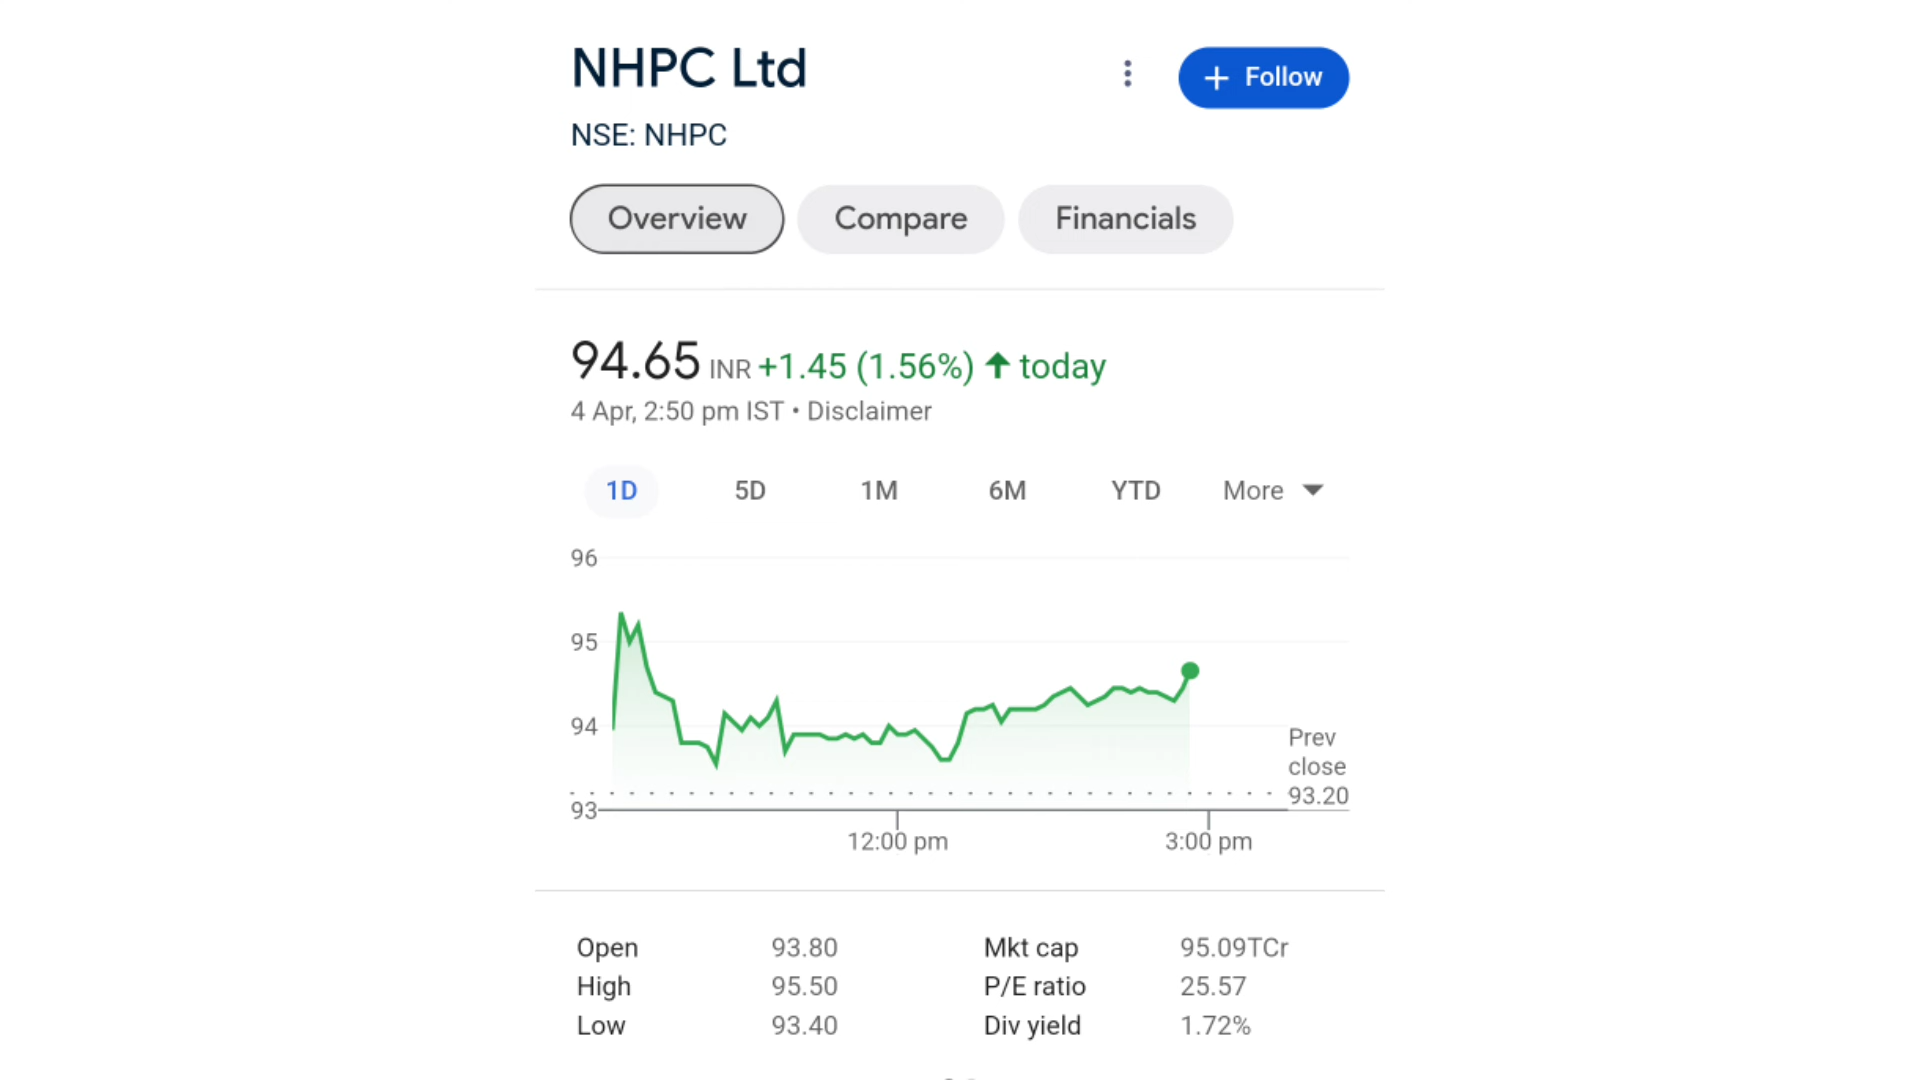 NHPC Ltd
+ Follow
NSE: NHPC
Overview Compare Financials
94.65 INR +1.45 (1.56%) ↑ today
4 Apr, 2:50 pm IST • Disclaimer
1D 5D 1M 6M YTD More
96
95
94
93
Prev
close
93.20
12:00 pm 3:00 pm
Open 93.80 Mkt cap 95.09TCr
High 95.50 P/E ratio 25.57
Low 93.40 Div yield 1.72%